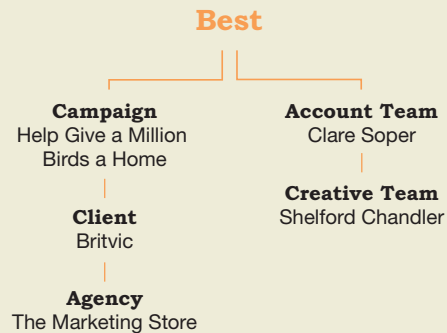 Best
Campaign
Help Give a Million
Birds a Home
Client
Britvic
Agency
The Marketing Store
Account Team
Clare Soper
Creative Team
Shelford Chandler